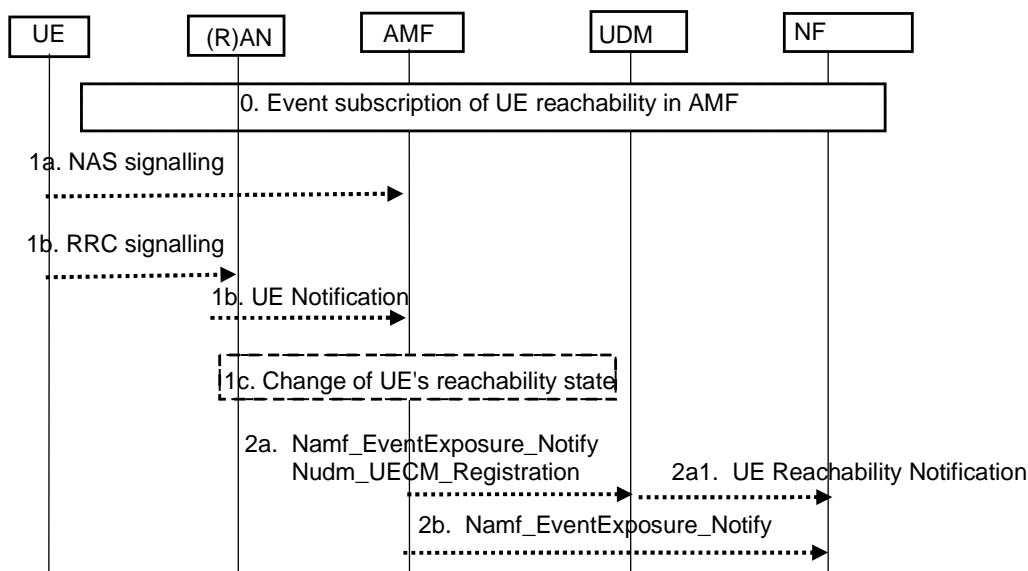 UE
(R)AN
AMF
UDM
NF
0. Event subscription of UE reachability in AMF
1a. NAS signalling
1b. RRC signalling
1b. UE Notification
1c. Change of UE's reachability state
2a. Namf_EventExposure_Notify
Nudm_UECM_Registration
2a1. UE Reachability Notification
2b. Namf_EventExposure_Notify